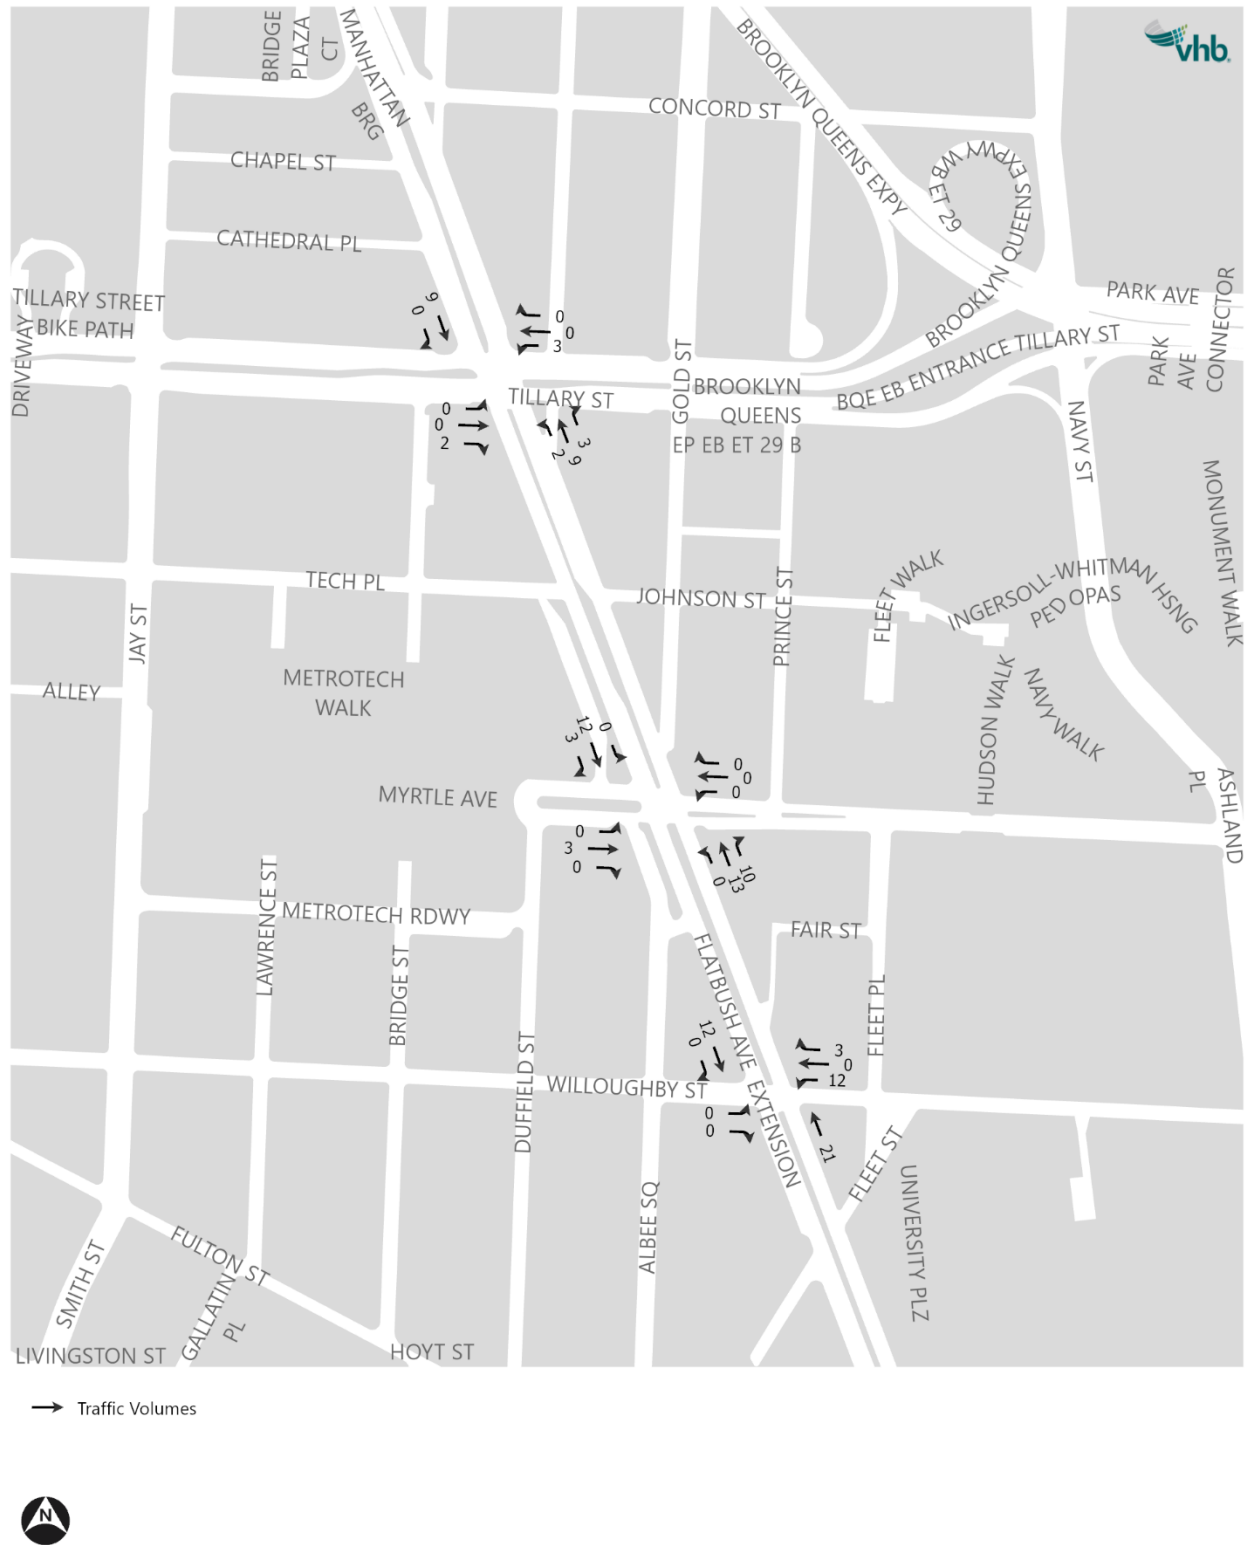 BRIDGE
PLAZA
CT
MANHATTAN
BRG
BROOKLYN QUEENS EXPY
vhb.
CONCORD ST
CHAPEL ST
BROOKLYN QUEENS EXPWY WB ET 29
CATHEDRAL PL
TILLARY STREET
BIKE PATH
DRIVEWAY
PARK AVE
PARK
AVE
CONNECTOR
9
0
0
0
3
BQE EB ENTRANCE TILLARY ST
GOLD ST
BROOKLYN
QUEENS
EP EB ET 29 B
TILLARY ST
0
0
2
2
9
3
NAVY ST
MONUMENT WALK
TECH PL
JOHNSON ST
PRINCE ST
FLEET WALK
INGERSOLL-WHITMAN HSNG
PED OPAS
JAY ST
ALLEY
METROTECH
WALK
HUDSON WALK
NAVY WALK
3
12
0
0
0
0
MYRTLE AVE
ASHLAND
PL
0
3
0
0
13
10
LAWRENCE ST
METROTECH RDWY
BRIDGE ST
FAIR ST
FLATBUSH AVE EXTENSION
FLEET PL
DUFFIELD ST
12
0
3
0
12
WILLOUGHBY ST
0
0
21
FLEET ST
UNIVERSITY PLZ
ALBEE SQ
SMITH ST
FULTON ST
GALLATIN
PL
LIVINGSTON ST
HOYT ST
Traffic Volumes
N